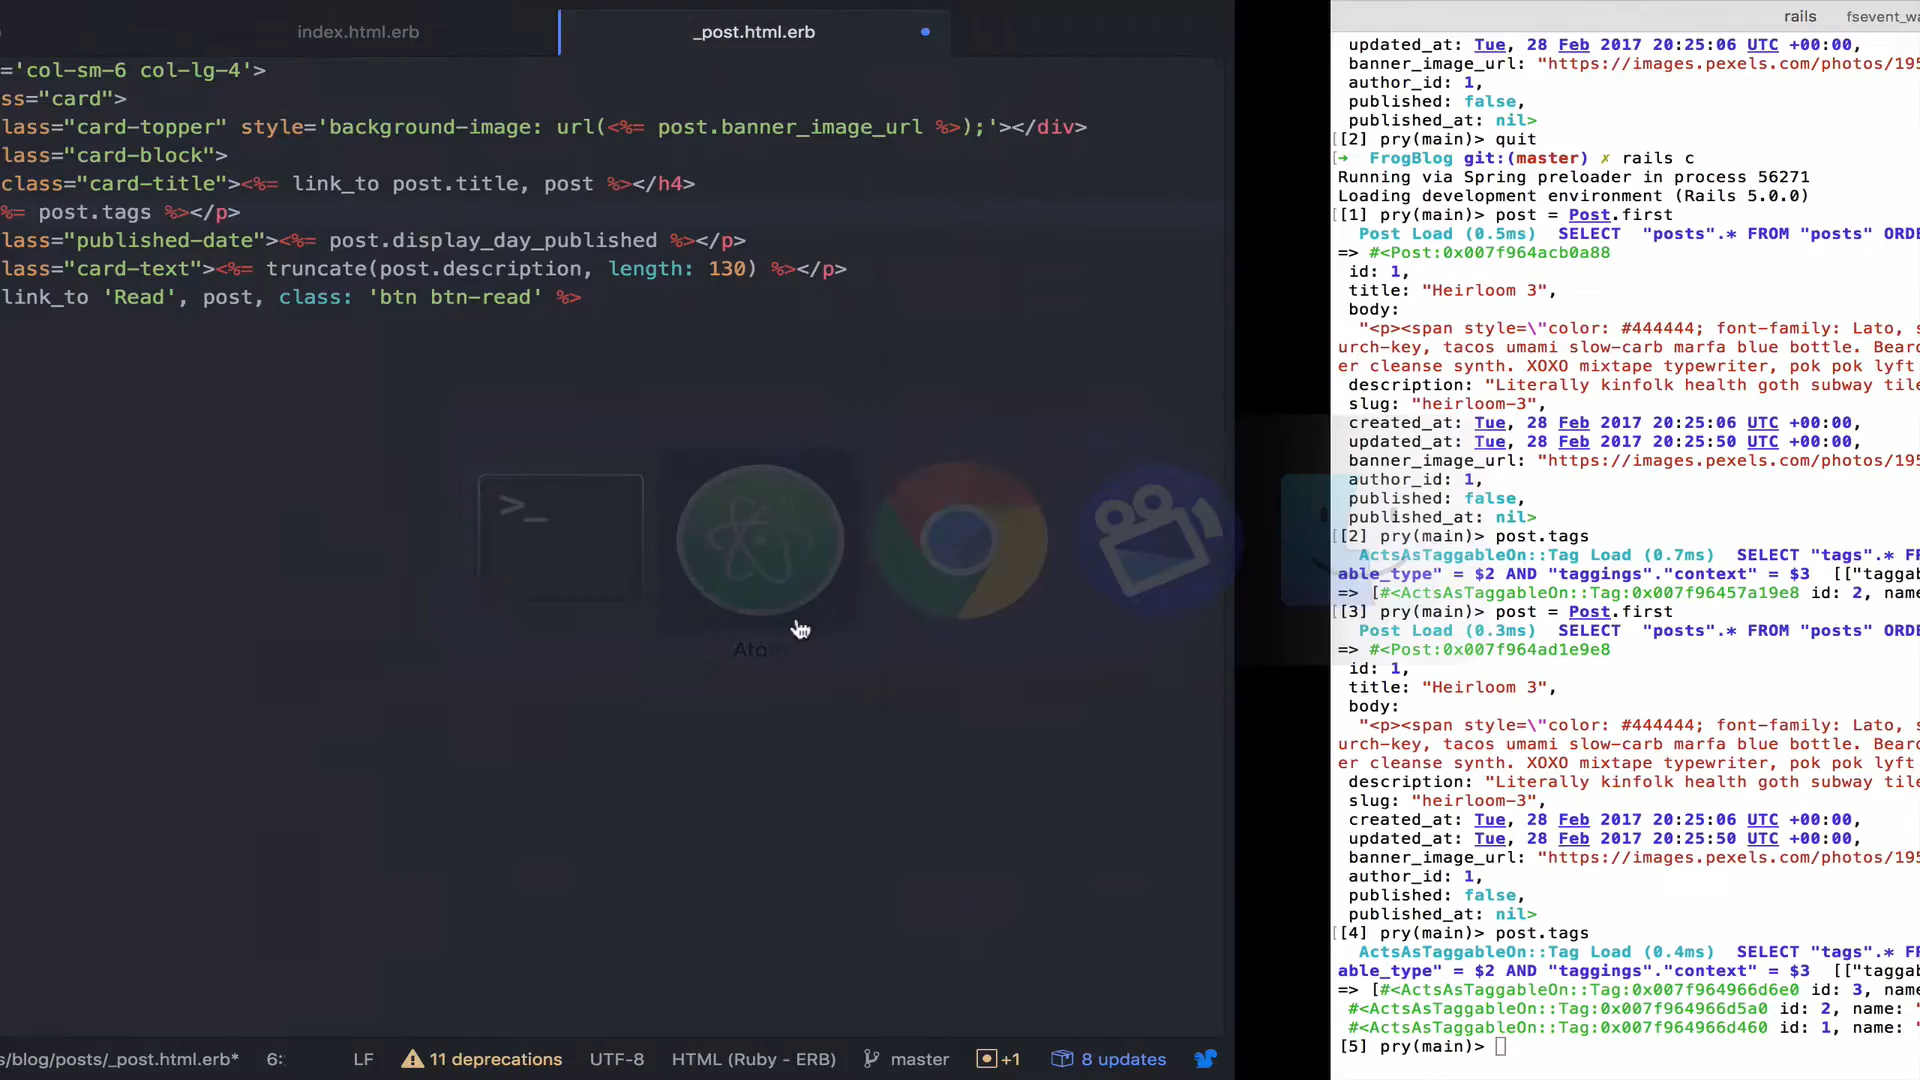 index.html.erb
_post.html.erb
='col-sm-6 col-lg-4'>
ss="card">
lass="card-topper" style='background-image: url(<%= post.banner_image_url %>);'></div>
lass="card-block">
class="card-title"><%= link_to post.title, post %></h4>
%= post.tags %></p>
lass="published-date"><%= post.display_day_published %></p>
lass="card-text"><%= truncate(post.description, length: 130) %></p>
link_to 'Read', post, class: 'btn btn-read' %>
>_
Ato
s/blog/posts/_post.html.erb* 6: LF 11 deprecations UTF-8 HTML (Ruby - ERB) master +1 8 updates
rails fsevent_wa
updated_at: Tue, 28 Feb 2017 20:25:06 UTC +00:00,
banner_image_url: "https://images.pexels.com/photos/195
author_id: 1,
published: false,
published_at: nil>
[[2] pry(main)> quit
[➜ FrogBlog git:(master) ✗ rails c
Running via Spring preloader in process 56271
Loading development environment (Rails 5.0.0)
[[1] pry(main)> post = Post.first
Post Load (0.5ms) SELECT "posts".* FROM "posts" ORDE
=> #<Post:0x007f964acb0a88
id: 1,
title: "Heirloom 3",
body:
"<p><span style=\"color: #444444; font-family: Lato, s
urch-key, tacos umami slow-carb marfa blue bottle. Bearc
er cleanse synth. XOXO mixtape typewriter, pok pok lyft
description: "Literally kinfolk health goth subway tile
slug: "heirloom-3",
created_at: Tue, 28 Feb 2017 20:25:06 UTC +00:00,
updated_at: Tue, 28 Feb 2017 20:25:50 UTC +00:00,
banner_image_url: "https://images.pexels.com/photos/195
author_id: 1,
published: false,
published_at: nil>
[[2] pry(main)> post.tags
ActsAsTaggableOn::Tag Load (0.7ms) SELECT "tags".* FR
able_type" = $2 AND "taggings"."context" = $3 [["taggab
=> [#<ActsAsTaggableOn::Tag:0x007f96457a19e8 id: 2, name
[[3] pry(main)> post = Post.first
Post Load (0.3ms) SELECT "posts".* FROM "posts" ORDE
=> #<Post:0x007f964ad1e9e8
id: 1,
title: "Heirloom 3",
body:
"<p><span style=\"color: #444444; font-family: Lato, s
urch-key, tacos umami slow-carb marfa blue bottle. Bearc
er cleanse synth. XOXO mixtape typewriter, pok pok lyft
description: "Literally kinfolk health goth subway tile
slug: "heirloom-3",
created_at: Tue, 28 Feb 2017 20:25:06 UTC +00:00,
updated_at: Tue, 28 Feb 2017 20:25:50 UTC +00:00,
banner_image_url: "https://images.pexels.com/photos/195
author_id: 1,
published: false,
published_at: nil>
[[4] pry(main)> post.tags
ActsAsTaggableOn::Tag Load (0.4ms) SELECT "tags".* FR
able_type" = $2 AND "taggings"."context" = $3 [["taggab
=> [#<ActsAsTaggableOn::Tag:0x007f964966d6e0 id: 3, name
#<ActsAsTaggableOn::Tag:0x007f964966d5a0 id: 2, name: "
#<ActsAsTaggableOn::Tag:0x007f964966d460 id: 1, name: "
[5] pry(main)>